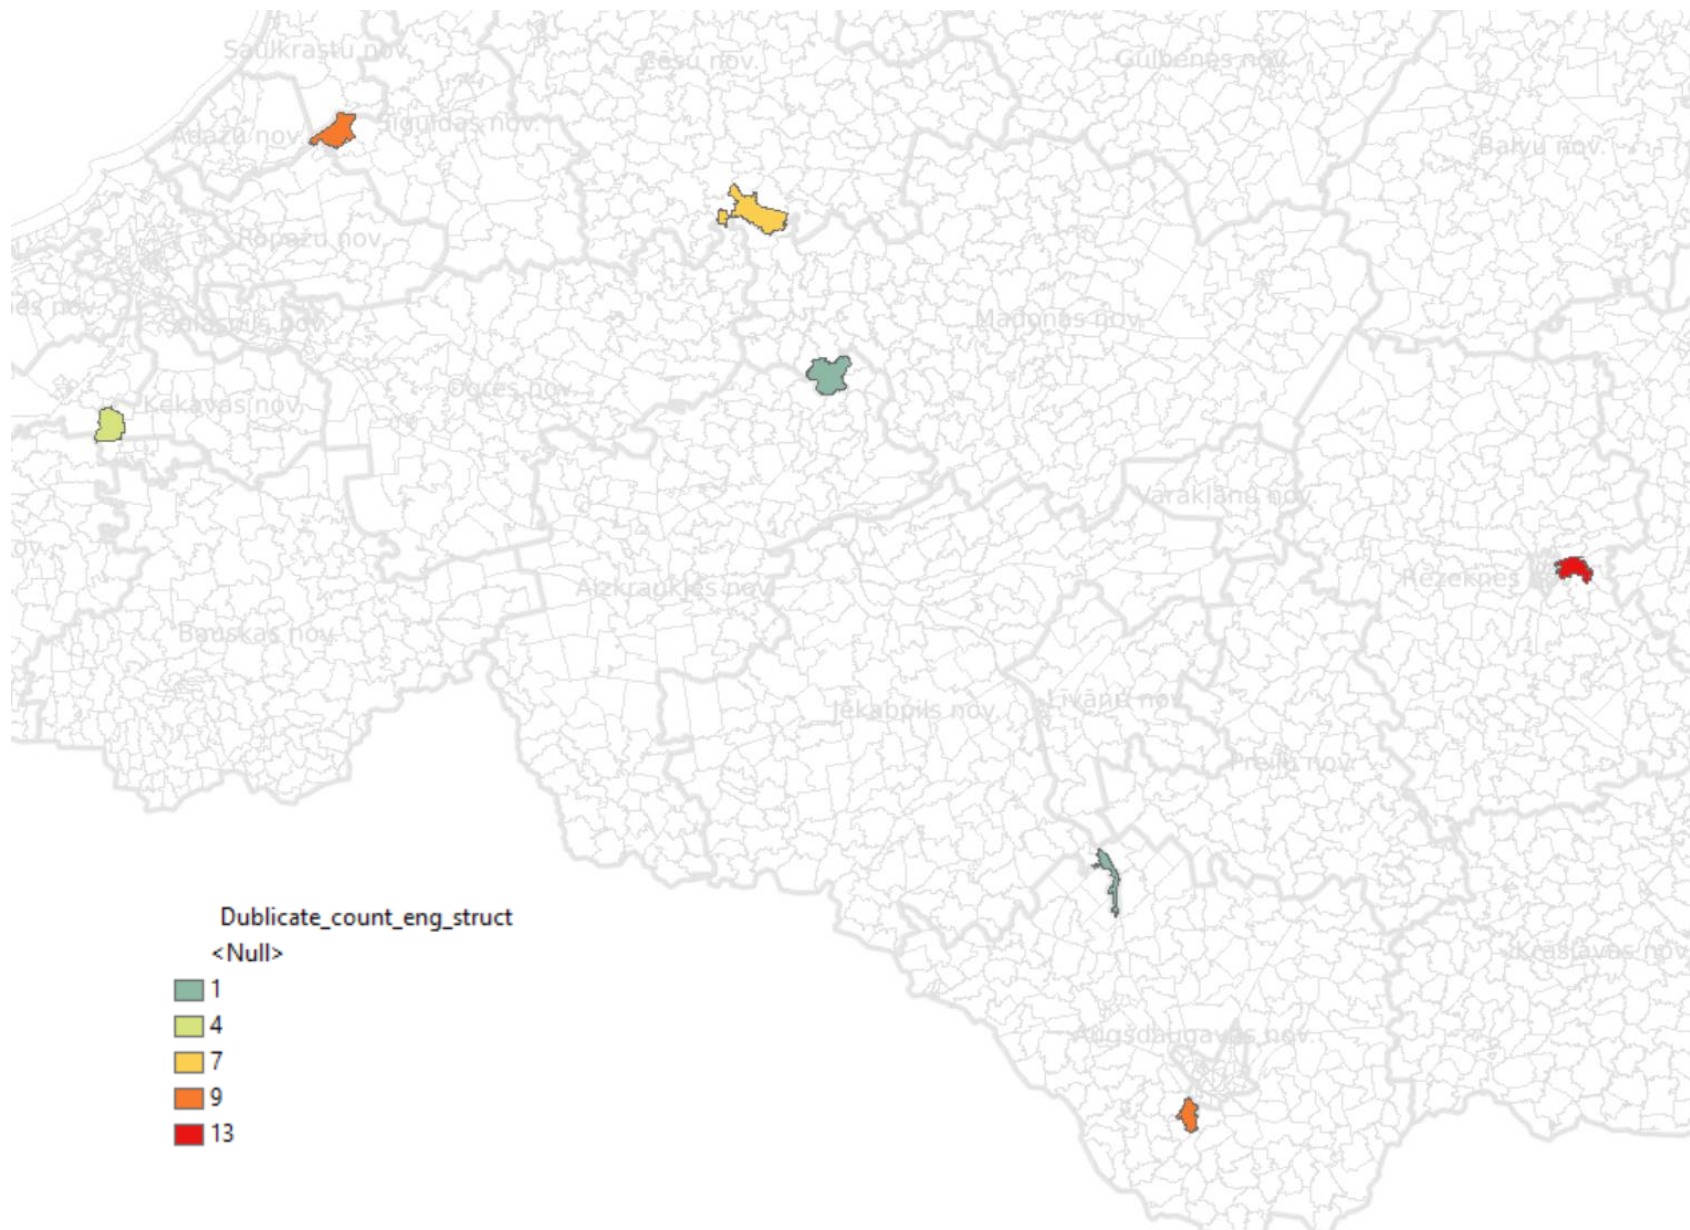 Saulkrastu nov.
Cēsu nov.
Gulbenes nov.
Ādažu nov.
Siguldas nov.
Balvu nov.
Ropažu nov.
nov.
Salaspils nov.
Madonas nov.
Ogres nov.
Ķekavas nov.
Varakļānu nov.
ov.
Rēzeknes
Aizkraukles nov.
Bauskas nov.
Jēkabpils nov.
Līvānu nov.
Preiļu nov.
Dublicate_count_eng_struct
<Null>
Krāslavas nov.
1
4
Augšdaugavas nov.
7
9
13